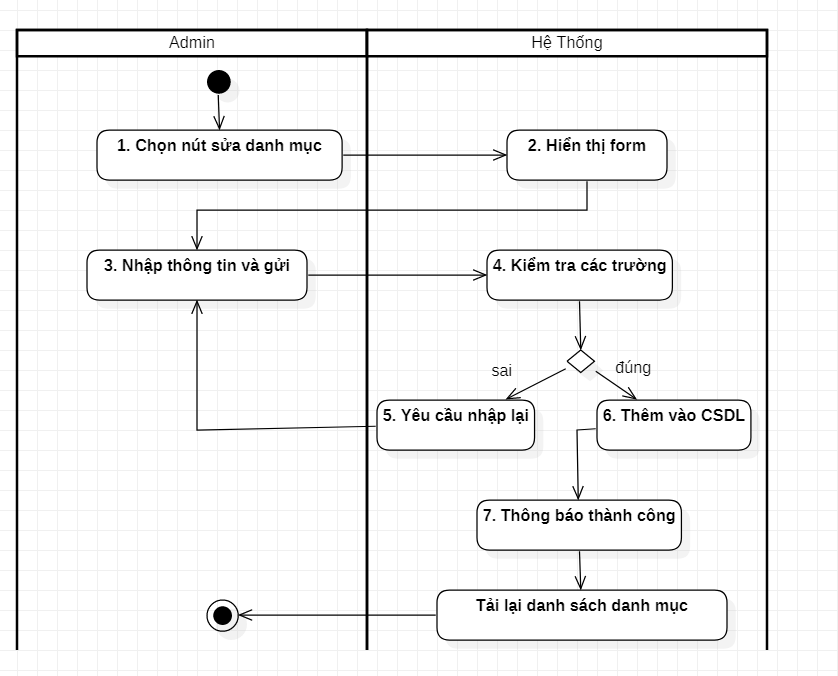 Admin
Hệ Thống
1. Chọn nút sửa danh mục
2. Hiển thị form
3. Nhập thông tin và gửi
4. Kiểm tra các trường
sai
đúng
5. Yêu cầu nhập lại
6. Thêm vào CSDL
7. Thông báo thành công
Tải lại danh sách danh mục